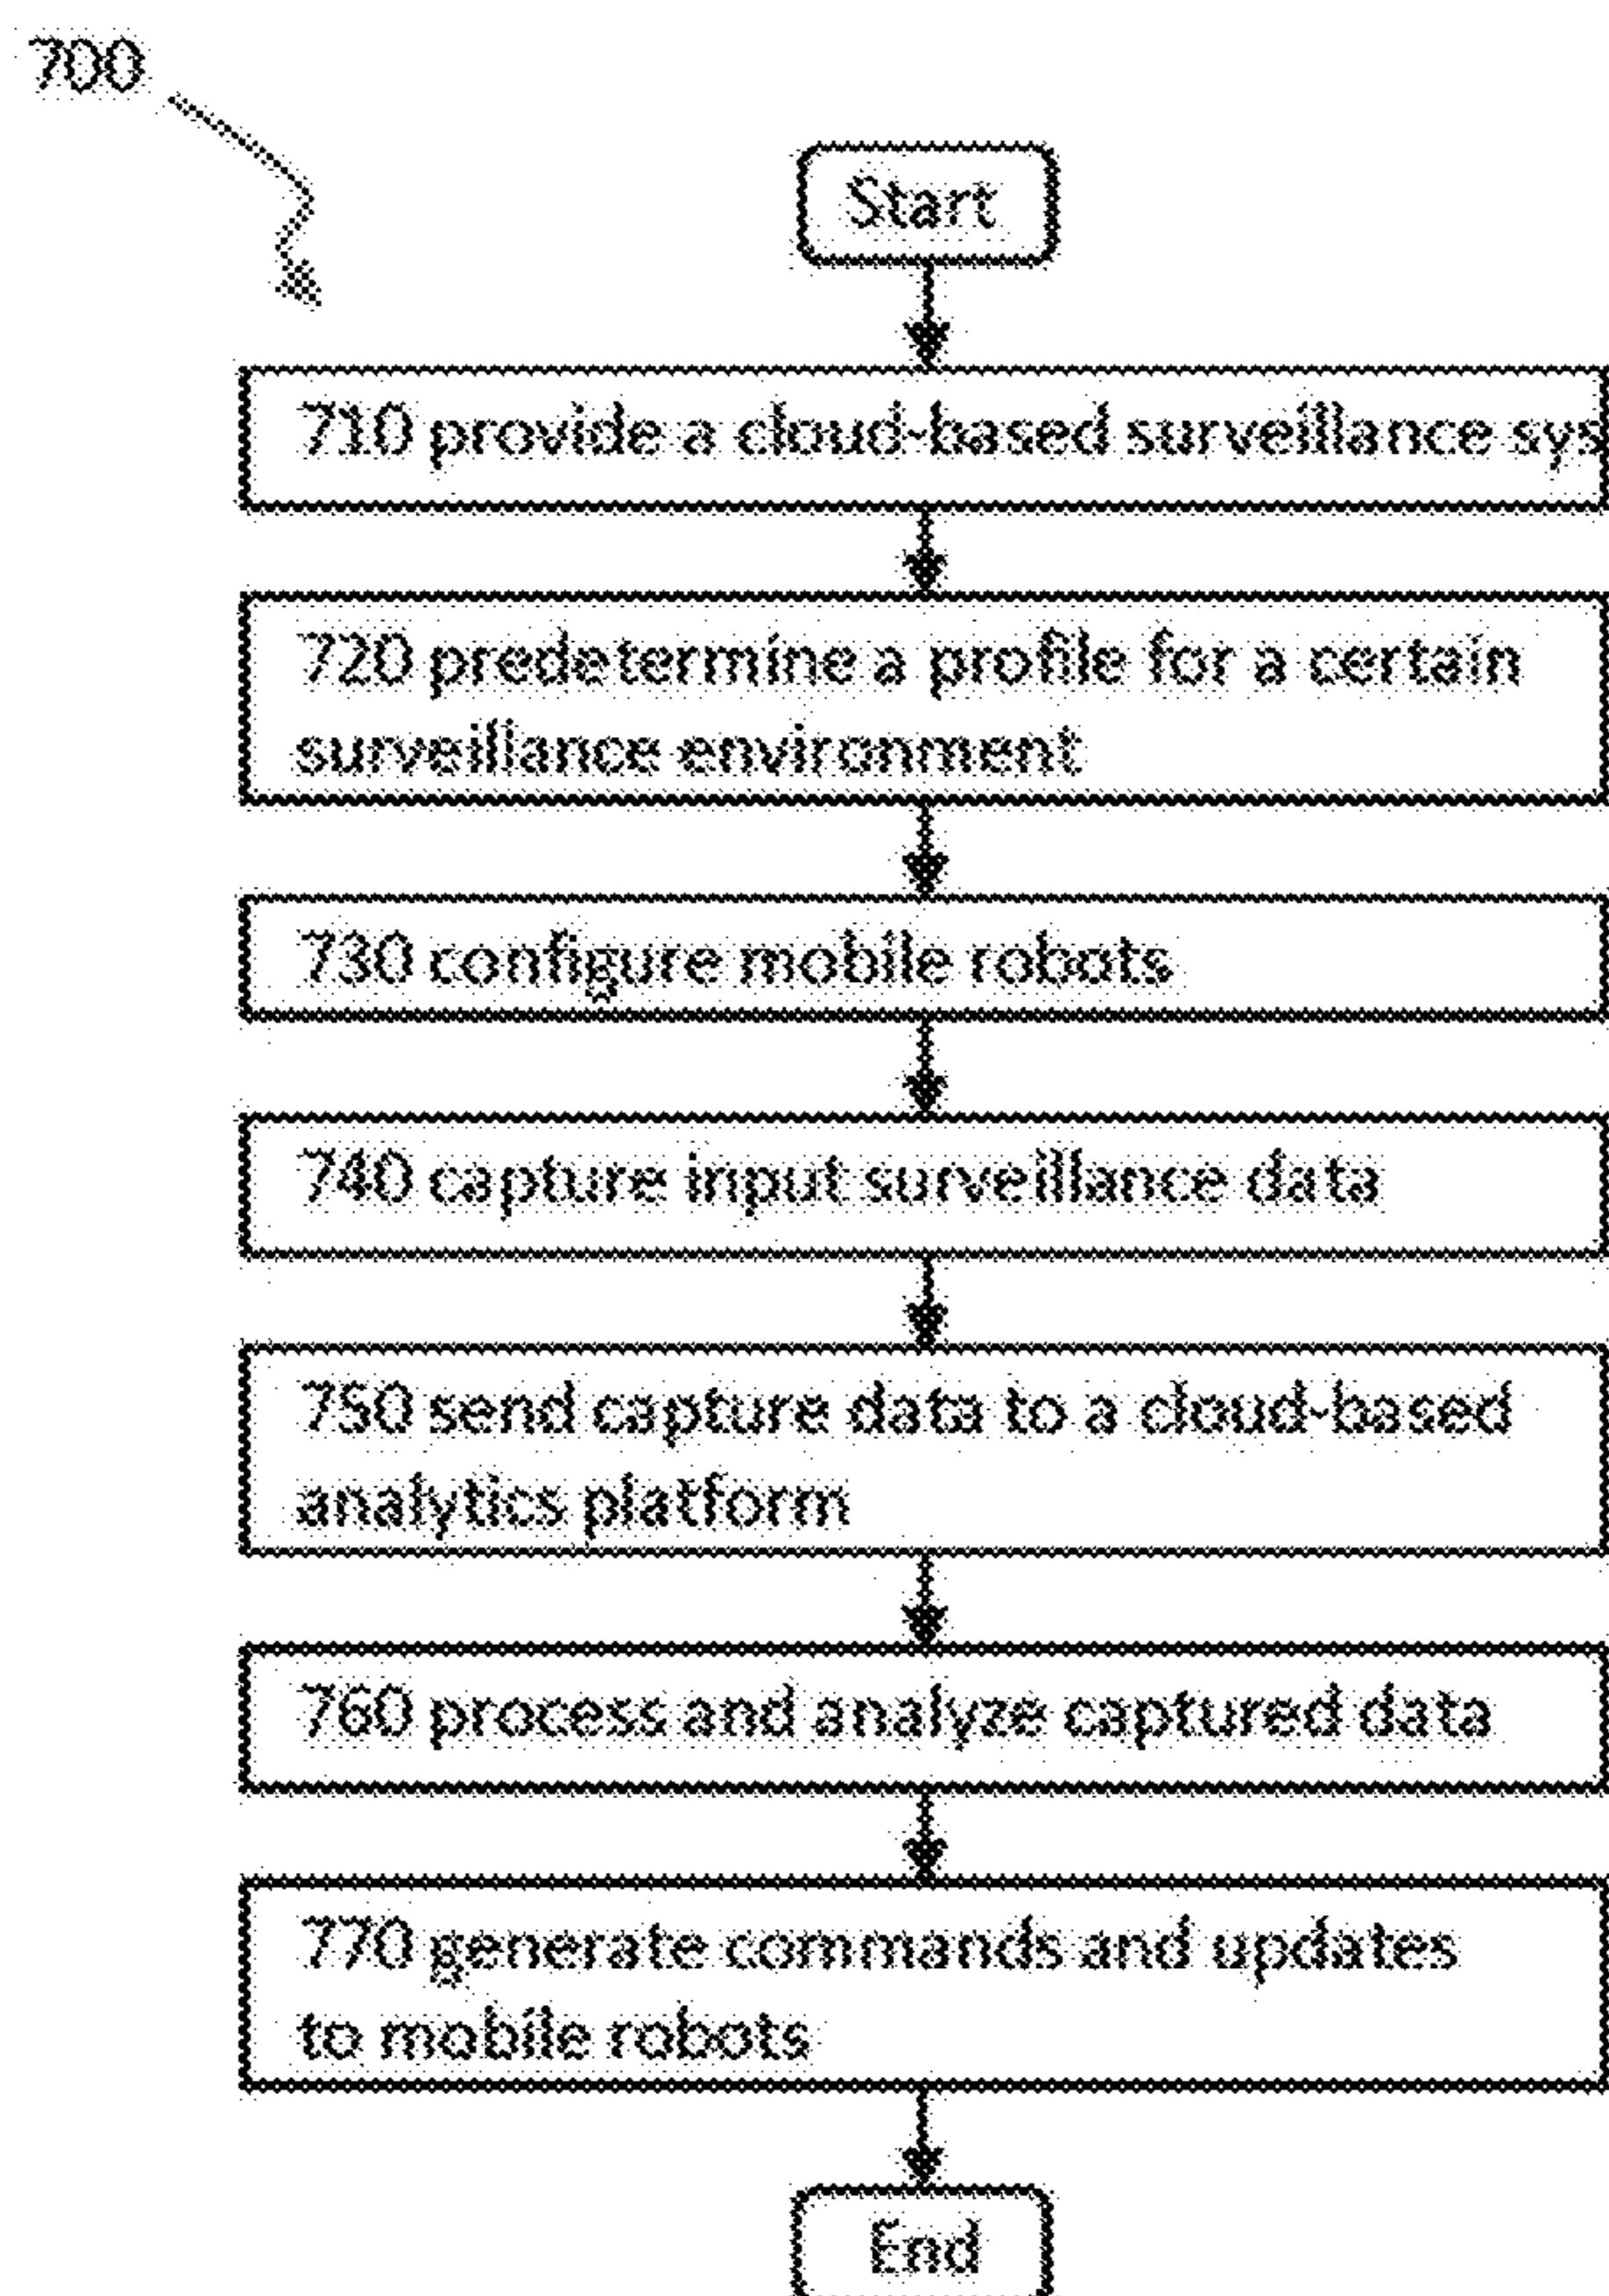 700
Start
710 provide a cloud-based surveillance sys
720 predetermine a profile for a certain
surveillance environment
730 configure mobile robots
740 capture input surveillance data
750 send capture data to a cloud-based
analytics platform
760 process and analyze captured data
770 generate commands and updates
to mobile robots
End